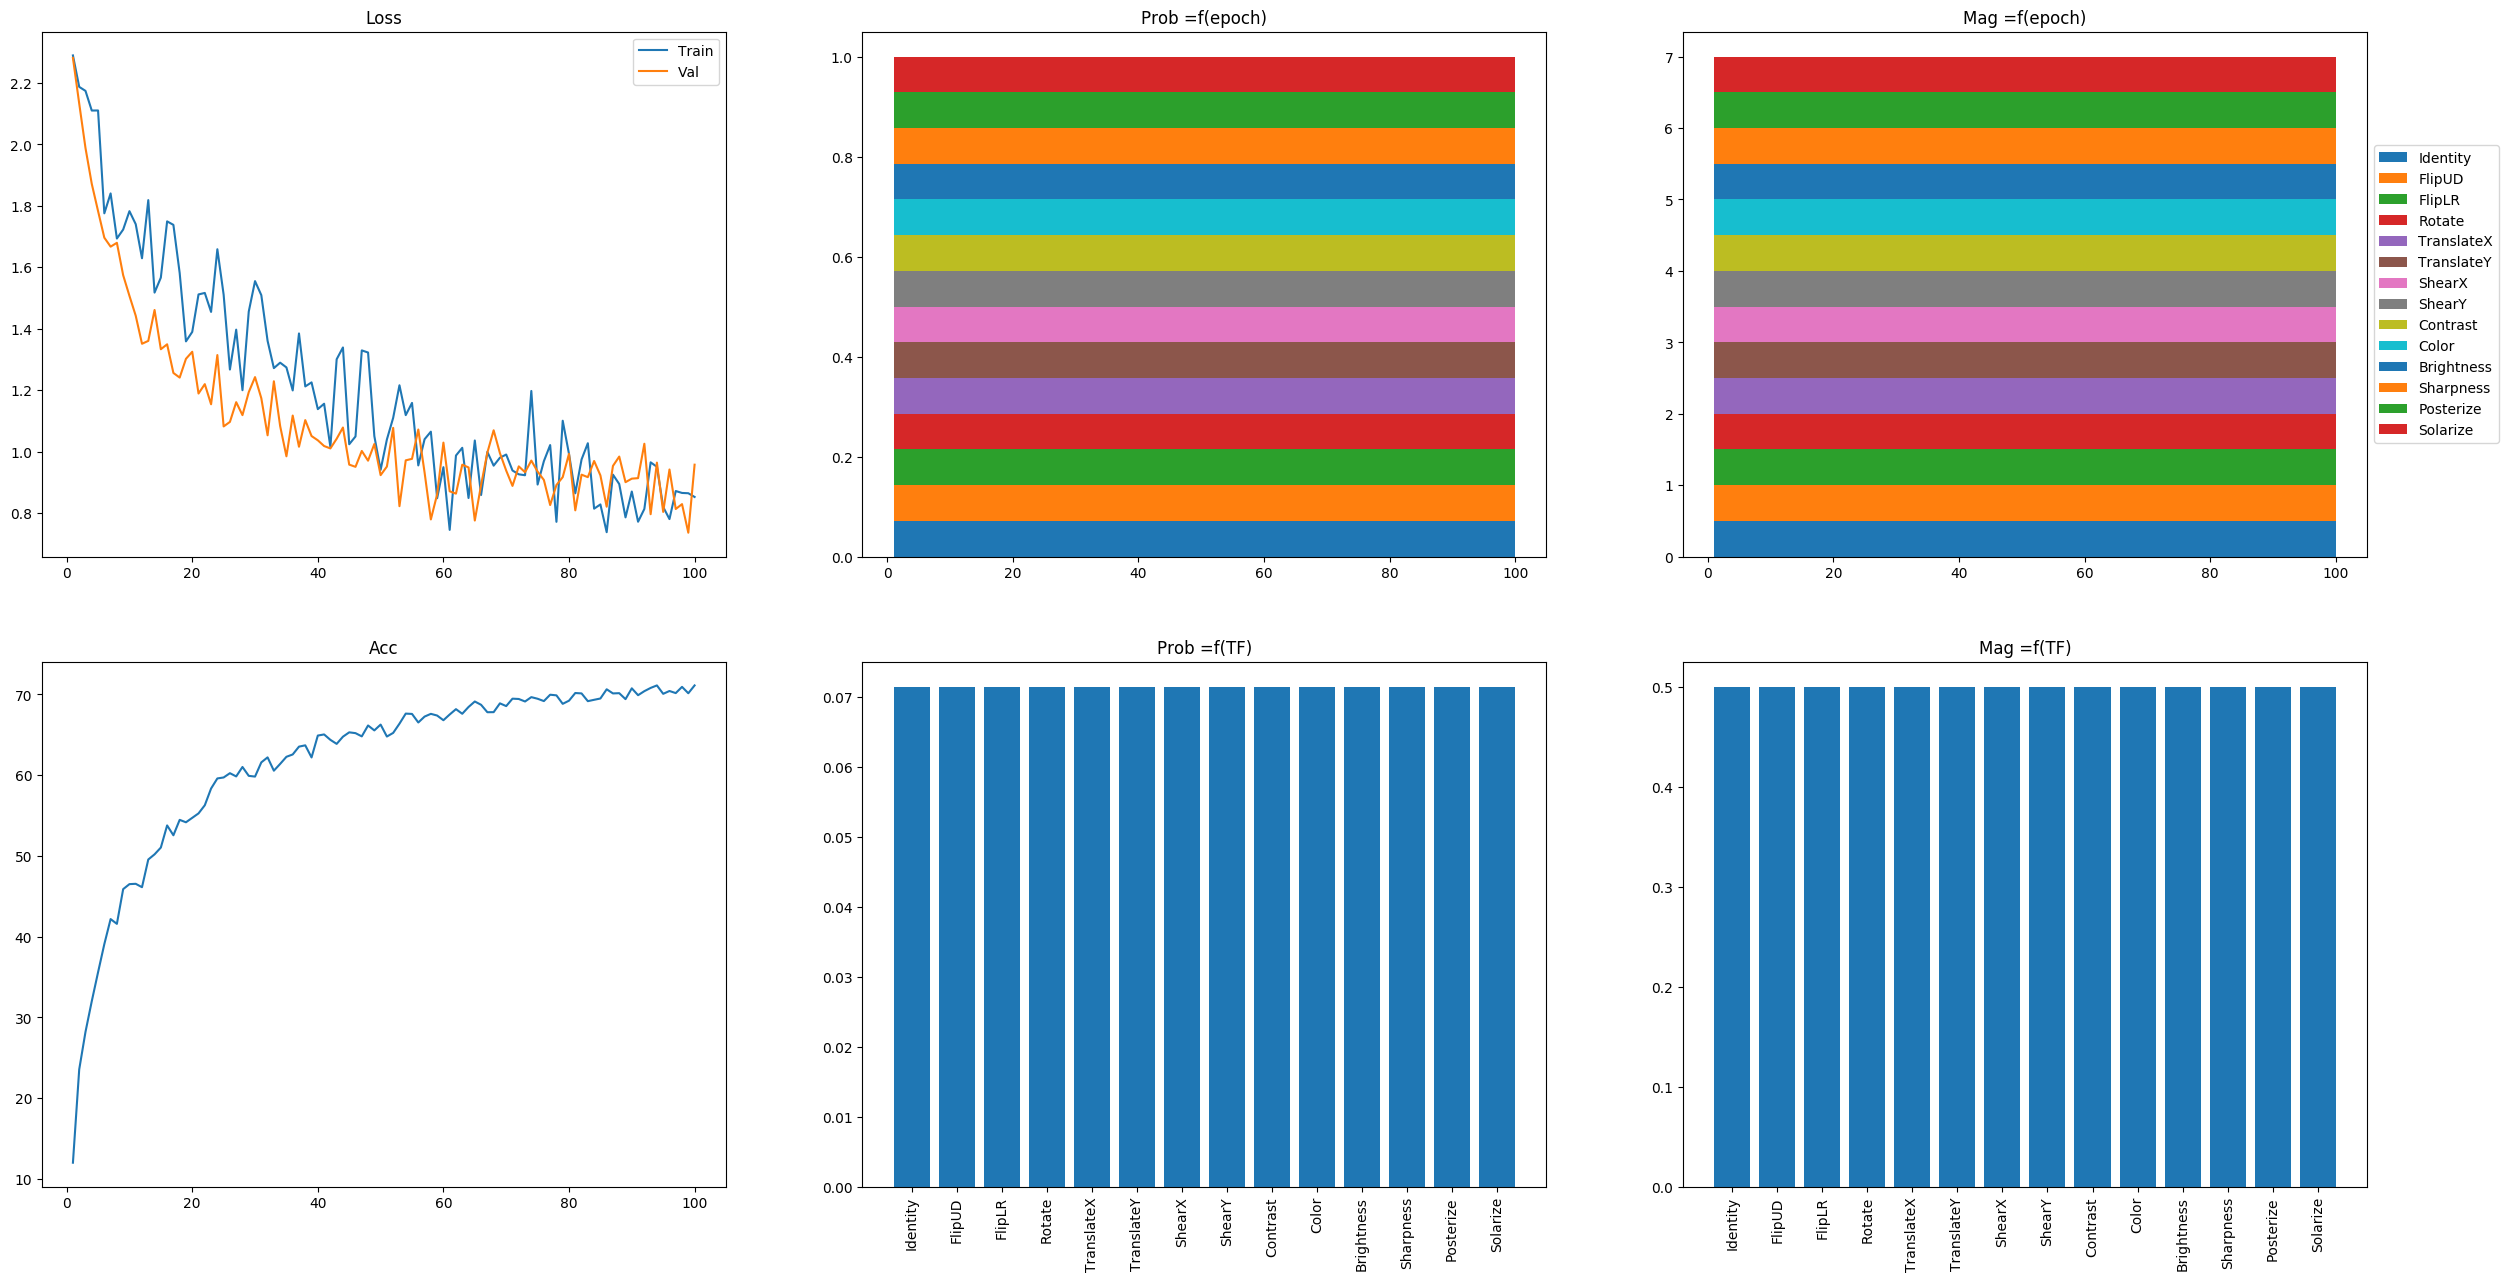 Loss
Train
Val
2.2
2.0
1.8
1.6
1.4
1.2
1.0
0.8
0 20 40 60 80 100
Prob =f(epoch)
1.0
0.8
0.6
0.4
0.2
0.0
0 20 40 60 80 100
Mag =f(epoch)
7
6
5
4
3
2
1
0
0 20 40 60 80 100
Identity
FlipUD
FlipLR
Rotate
TranslateX
TranslateY
ShearX
ShearY
Contrast
Color
Brightness
Sharpness
Posterize
Solarize
Acc
70
60
50
40
30
20
10
0 20 40 60 80 100
Prob =f(TF)
0.07
0.06
0.05
0.04
0.03
0.02
0.01
0.00
Identity
FlipUD
FlipLR
Rotate
TranslateX
TranslateY
ShearX
ShearY
Contrast
Color
Brightness
Sharpness
Posterize
Solarize
Mag =f(TF)
0.5
0.4
0.3
0.2
0.1
0.0
Identity
FlipUD
FlipLR
Rotate
TranslateX
TranslateY
ShearX
ShearY
Contrast
Color
Brightness
Sharpness
Posterize
Solarize